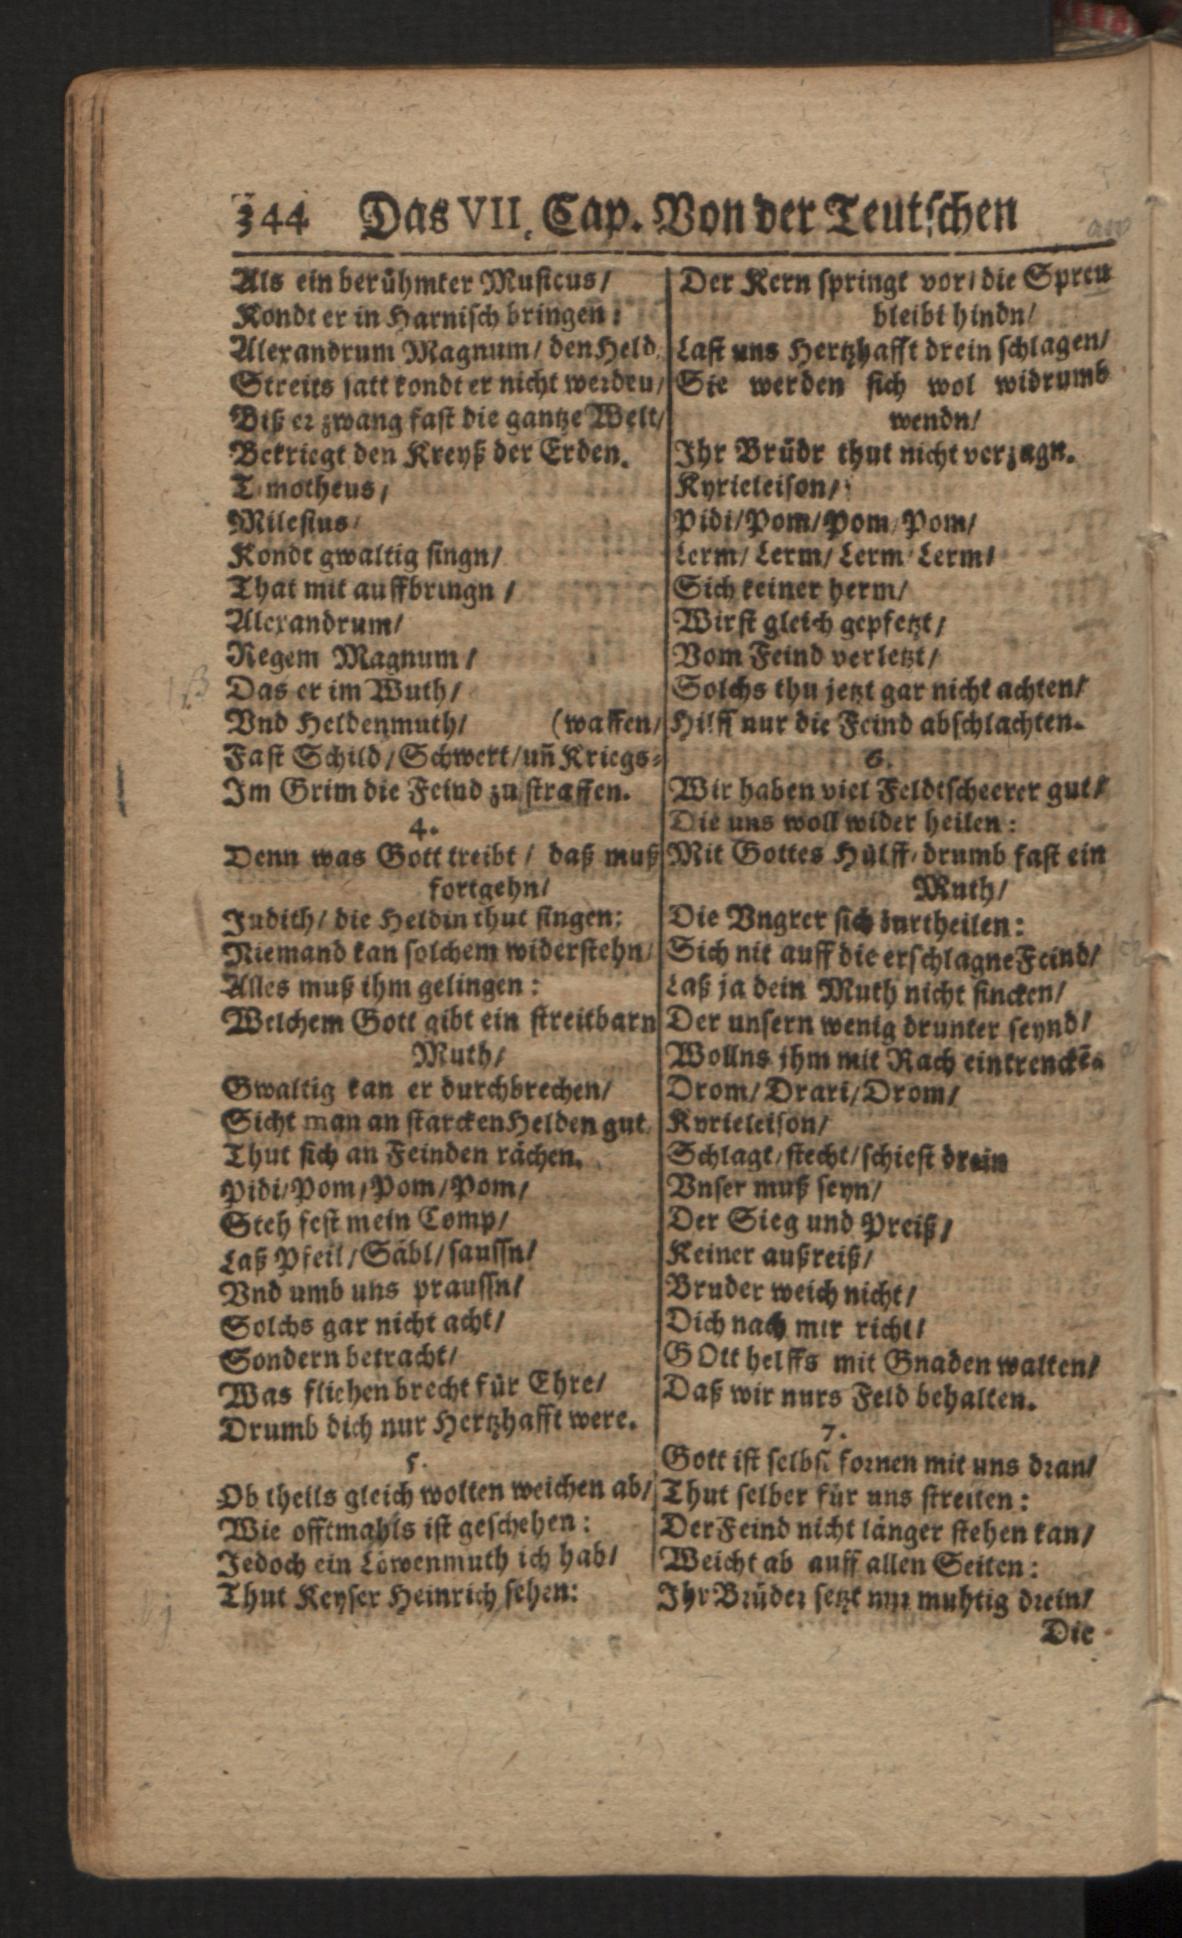 344 Das VII. Cap. Von der Teutschen
Als ein berühmter Musicus/
Kondt er in Harnisch bringen:
Alexandrum Magnum/ den Held,
Streits satt kondt er nicht werden/
Biß er zwang fast die gantze Welt/
Bekriegt den Kreyß der Erden.
Timotheus/
Milesius/
Kondt gwaltig singn/
That mit auffbringn/
Alexandrum/
Regem Magnum/
Das er im Wuth/
Vnd Heldenmuth/ (waffen/
Fast Schild/Schwert/uñ Kriegs-
Im Grim die Feind zu straffen.
4.
Denn was Gott treibt/ daß muß
fortgehn/
Judith/ die Heldin thut singen:
Niemand kan solchem widerstehn/
Alles muß ihm gelingen:
Welchem Gott gibt ein streitbarn
Muth/
Gwaltig kan er durchbrechen/
Sicht man an starcken Helden gut/
Thut sich an Feinden rächen.
Pidi/Pom/Pom/Pom/
Steh fest mein Comp/
Laß Pfeil/Säbl/saussn/
Vnd umb uns praussn/
Solchs gar nicht acht/
Sondern betracht/
Was fliehen brecht für Ehre/
Drumb dich nur Hertzhafft were.
5.
Ob theils gleich wolten weichen ab/
Wie offtmahls ist geschehen:
Jedoch ein Löwenmuth ich hab/
Thut Keyser Heinrich sehen:
Der Kern springt vor/ die Spreu
bleibt hindn/
Last uns Hertzhafft drein schlagen/
Sie werden sich wol widrumb
wendn/
Ihr Brüdr thut nicht verzagn.
Kyrieleison/
Pidi/Pom/Pom/Pom/
Lerm/Lerm/Lerm/Lerm/
Sich keiner herm/
Wirst gleich gepfetzt/
Vom Feind verletzt/
Solchs thu jetzt gar nicht achten/
Hilff nur die Feind abschlachten.
6.
Wir haben viel Feldtscheerer gut/
Die uns woll wider heilen:
Mit Gottes Hülff/ drumb fast ein
Muth/
Die Vngrer sich zurtheilen:
Sich nit auff die erschlagne Feind/
Laß ja dein Muth nicht sincken/
Der unsern wenig drunter seynd/
Wollns jhm mit Rach eintrenckē.
Drom/Drari/Drom/
Kyrieleison/
Schlagt/stecht/schiest drein
Vnser muß seyn/
Der Sieg und Preiß/
Keiner außreiß/
Bruder weich nicht/
Dich nach mir richt/
GOtt helffs mit Gnaden walten/
Daß wir nurs Feld behalten.
7.
Gott ist selbst fornen mit uns dran/
Thut selber für uns streiten:
Der Feind nicht länger stehen kan/
Weicht ab auff allen Seiten:
Ihr Brüder setzt nur muhtig drein/
Die